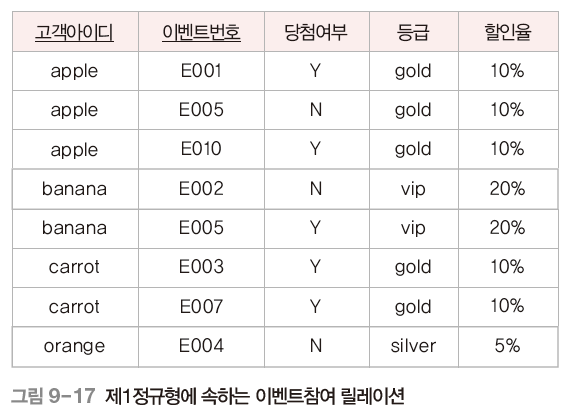 고객아이디 이벤트번호 당첨여부 등급 할인율
apple E001 Y gold 10%
apple E005 N gold 10%
apple E010 Y gold 10%
banana E002 N vip 20%
banana E005 Y vip 20%
carrot E003 Y gold 10%
carrot E007 Y gold 10%
orange E004 N silver 5%
그림 9-17 제1정규형에 속하는 이벤트참여 릴레이션